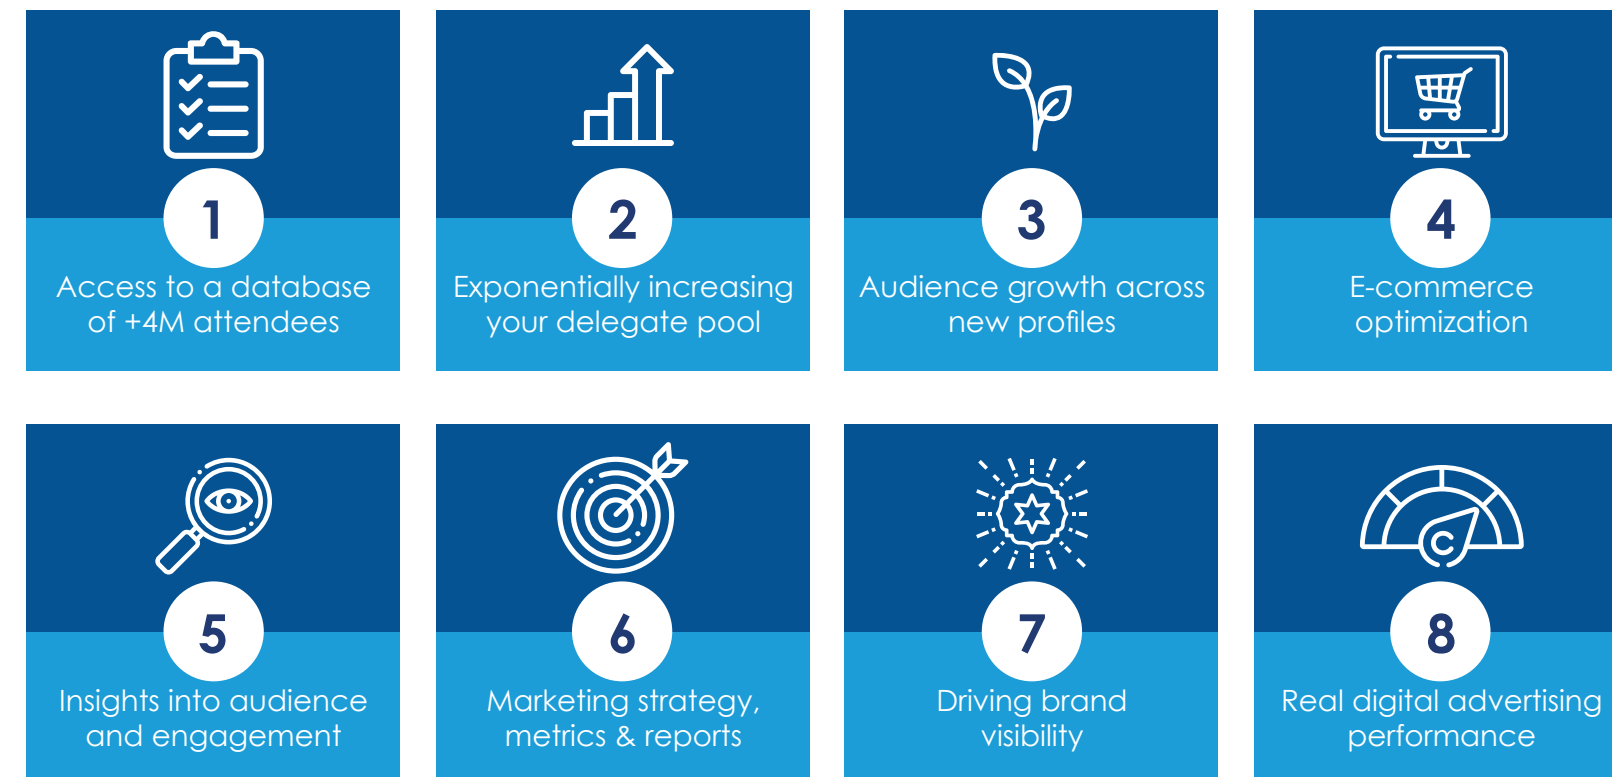 1
Access to a database
of +4M attendees
2
Exponentially increasing
your delegate pool
3
Audience growth across
new profiles
4
E-commerce
optimization
5
Insights into audience
and engagement
6
Marketing strategy,
metrics & reports
7
Driving brand
visibility
8
Real digital advertising
performance